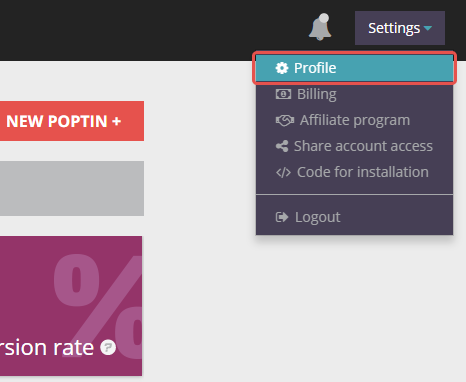 Settings
Profile
Billing
Affiliate program
Share account access
Code for installation
Logout
NEW POPTIN +
%
rsion rate ?